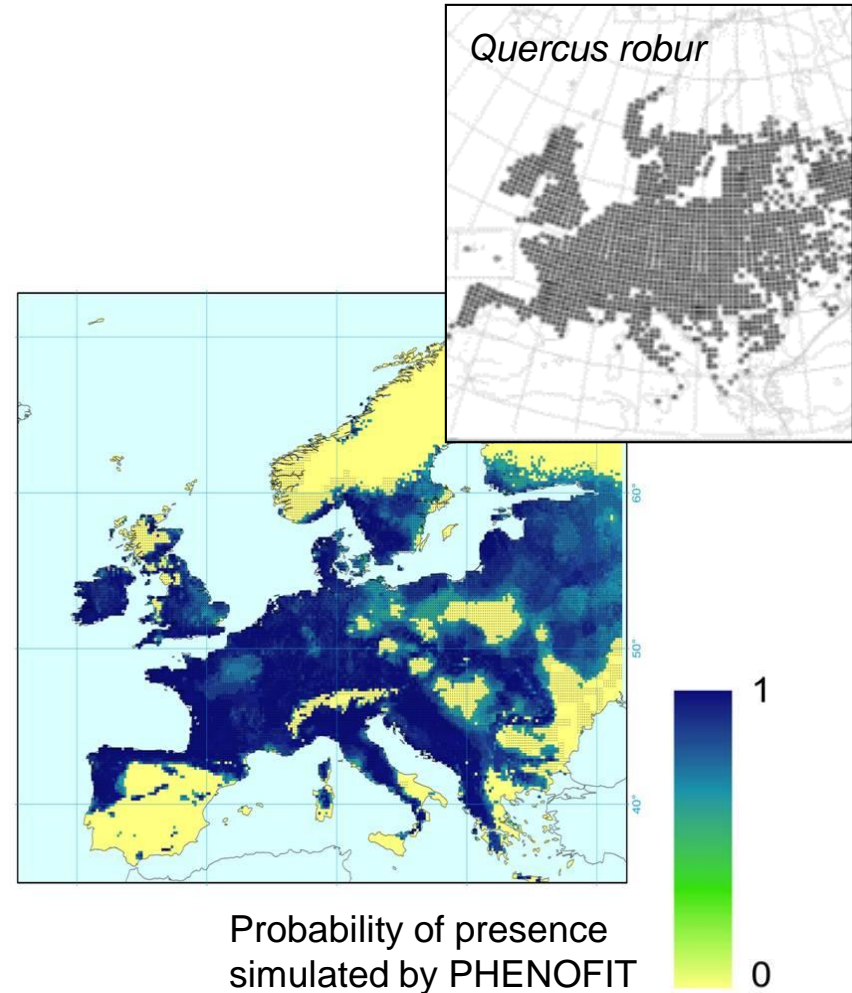 Quercus robur
60°
50°
40°
1
0
Probability of presence
simulated by PHENOFIT